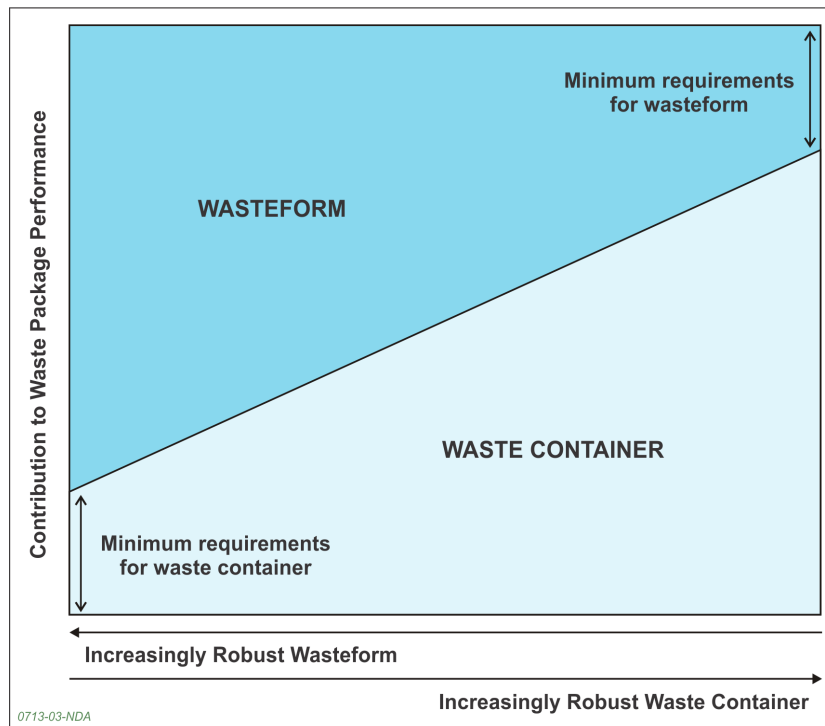 Contribution to Waste Package Performance
Minimum requirements
for wasteform
WASTEFORM
WASTE CONTAINER
Minimum requirements
for waste container
Increasingly Robust Wasteform
Increasingly Robust Waste Container
0713-03-NDA